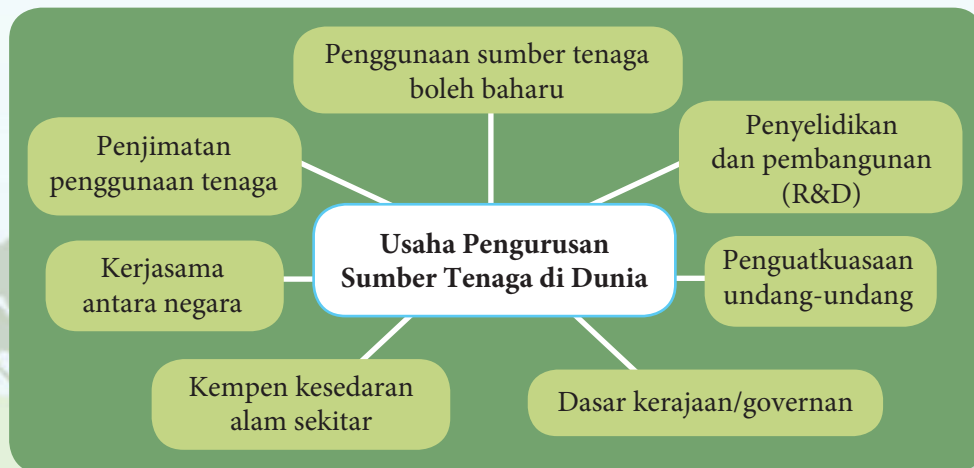 Penggunaan sumber tenaga
boleh baharu
Penyelidikan
dan pembangunan
(R&D)
Penjimatan
penggunaan tenaga
Usaha Pengurusan
Sumber Tenaga di Dunia
Kerjasama
antara negara
Penguatkuasaan
undang-undang
Kempen kesedaran
alam sekitar
Dasar kerajaan/governan